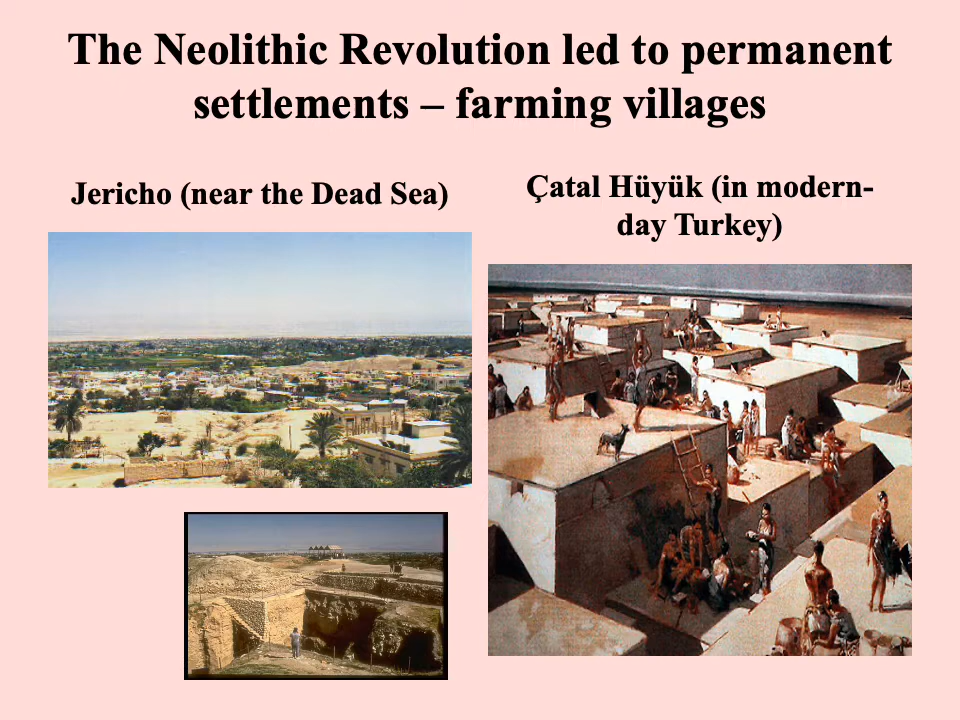 The Neolithic Revolution led to permanent
settlements – farming villages
Jericho (near the Dead Sea)
Çatal Hüyük (in modern-
day Turkey)